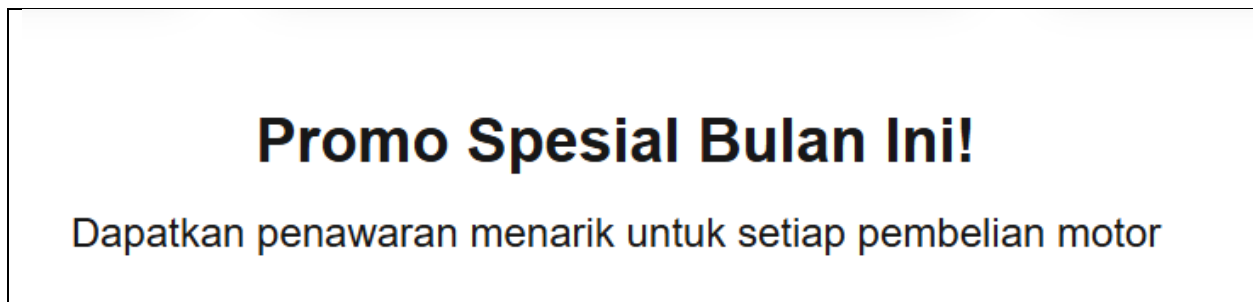 Promo Spesial Bulan Ini!
Dapatkan penawaran menarik untuk setiap pembelian motor